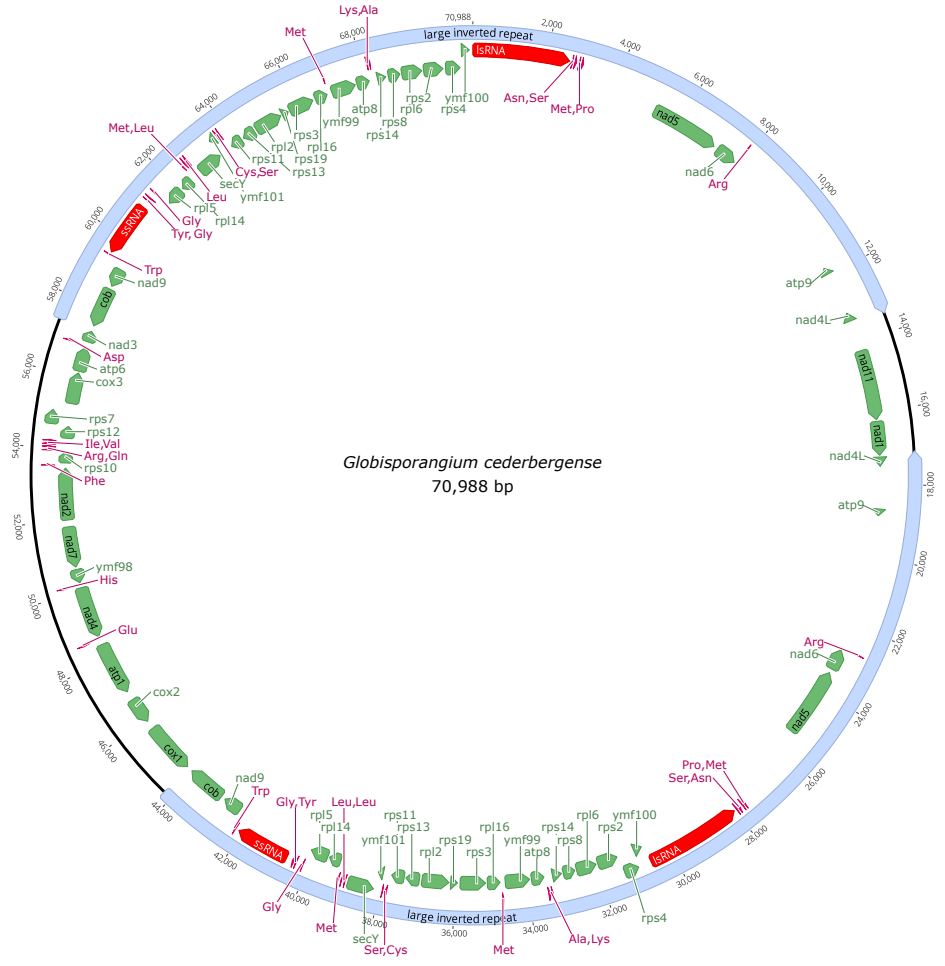 70,988
large inverted repeat
lsRNA
2,000
Asn,Ser
Met,Pro
4,000
6,000
nad5
8,000
nad6
Arg
10,000
12,000
atp9
nad4L
14,000
nad11
16,000
nad1
nad4L
18,000
atp9
20,000
22,000
Arg
nad6
24,000
nad5
26,000
Pro,Met
Ser,Asn
28,000
lsRNA
30,000
ymf100
rps4
rps2
32,000
rpl6
rps8
rps14
Ala,Lys
34,000
atp8
ymf99
Met
rpl16
large inverted repeat
rps3
36,000
rps19
rpl2
rps13
rps11
Ser,Cys
38,000
ymf101
secY
Leu,Leu
Met
rpl14
rpl5
40,000
Gly
Gly,Tyr
ssRNA
42,000
Trp
nad9
cob
44,000
cox1
46,000
cox2
atp1
48,000
Glu
nad4
50,000
His
ymf98
nad7
52,000
nad2
Phe
rps10
Arg,Gln
Ile,Val
54,000
rps12
rps7
cox3
atp6
56,000
Asp
nad3
cob
58,000
nad9
Trp
ssRNA
60,000
Tyr,Gly
Gly
rpl5
62,000
rpl14
Leu
Met,Leu
secY
64,000
ymf101
Cys,Ser
rps11
rps13
rpl2
rps19
66,000
rps3
rpl16
Met
ymf99
atp8
68,000
Lys,Ala
rps14
rps8
rpl6
rps2
rps4
ymf100
Globisporangium cederbergense
70,988 bp